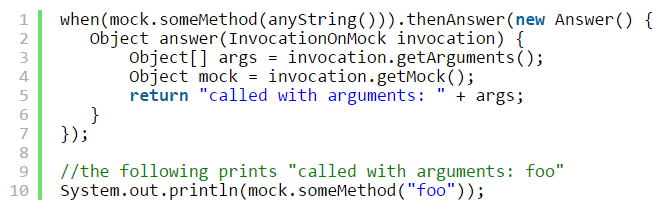 1 when(mock.someMethod(anyString())).thenAnswer(new Answer() {
2 Object answer(InvocationOnMock invocation) {
3 Object[] args = invocation.getArguments();
4 Object mock = invocation.getMock();
5 return "called with arguments: " + args;
6 }
7 });
8
9 //the following prints "called with arguments: foo"
10 System.out.println(mock.someMethod("foo"));